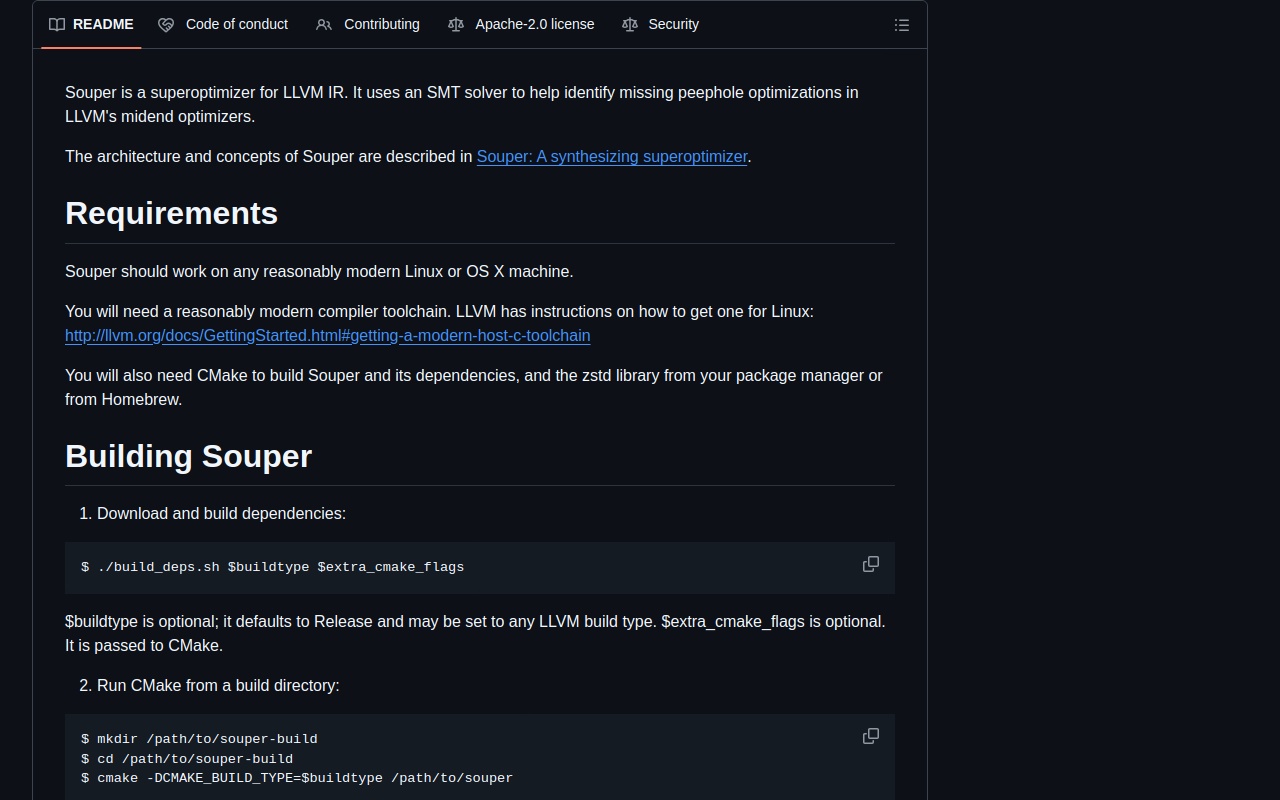 README Code of conduct Contributing Apache-2.0 license Security
Souper is a superoptimizer for LLVM IR. It uses an SMT solver to help identify missing peephole optimizations in
LLVM's midend optimizers.
The architecture and concepts of Souper are described in Souper: A synthesizing superoptimizer.
Requirements
Souper should work on any reasonably modern Linux or OS X machine.
You will need a reasonably modern compiler toolchain. LLVM has instructions on how to get one for Linux:
http://llvm.org/docs/GettingStarted.html#getting-a-modern-host-c-toolchain
You will also need CMake to build Souper and its dependencies, and the zstd library from your package manager or
from Homebrew.
Building Souper
1. Download and build dependencies:
$ ./build_deps.sh $buildtype $extra_cmake_flags
$buildtype is optional; it defaults to Release and may be set to any LLVM build type. $extra_cmake_flags is optional.
It is passed to CMake.
2. Run CMake from a build directory:
$ mkdir /path/to/souper-build
$ cd /path/to/souper-build
$ cmake -DCMAKE_BUILD_TYPE=$buildtype /path/to/souper